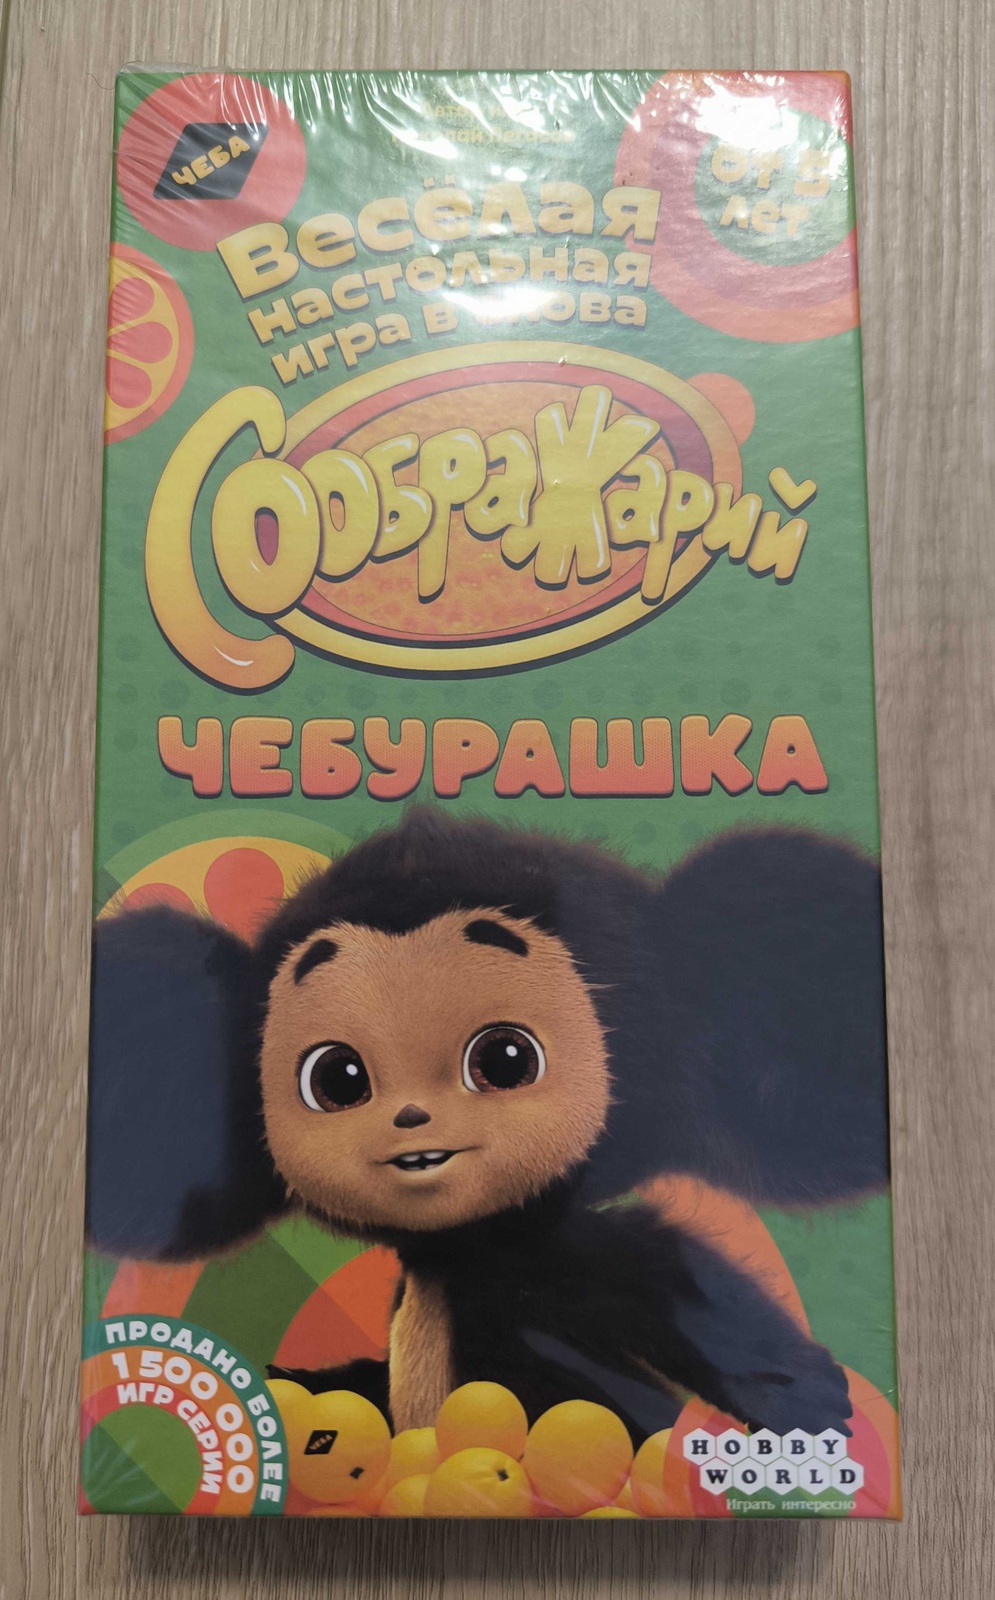 ЧЕБА
от 5
лет
Весёлая
настольная
игра в слова
Соображарий
ЧЕБУРАШКА
ПРОДАНО БОЛЕЕ
1 500 000
ИГР СЕРИИ
ЧЕБА
HOBBY
WORLD
Играть интересно